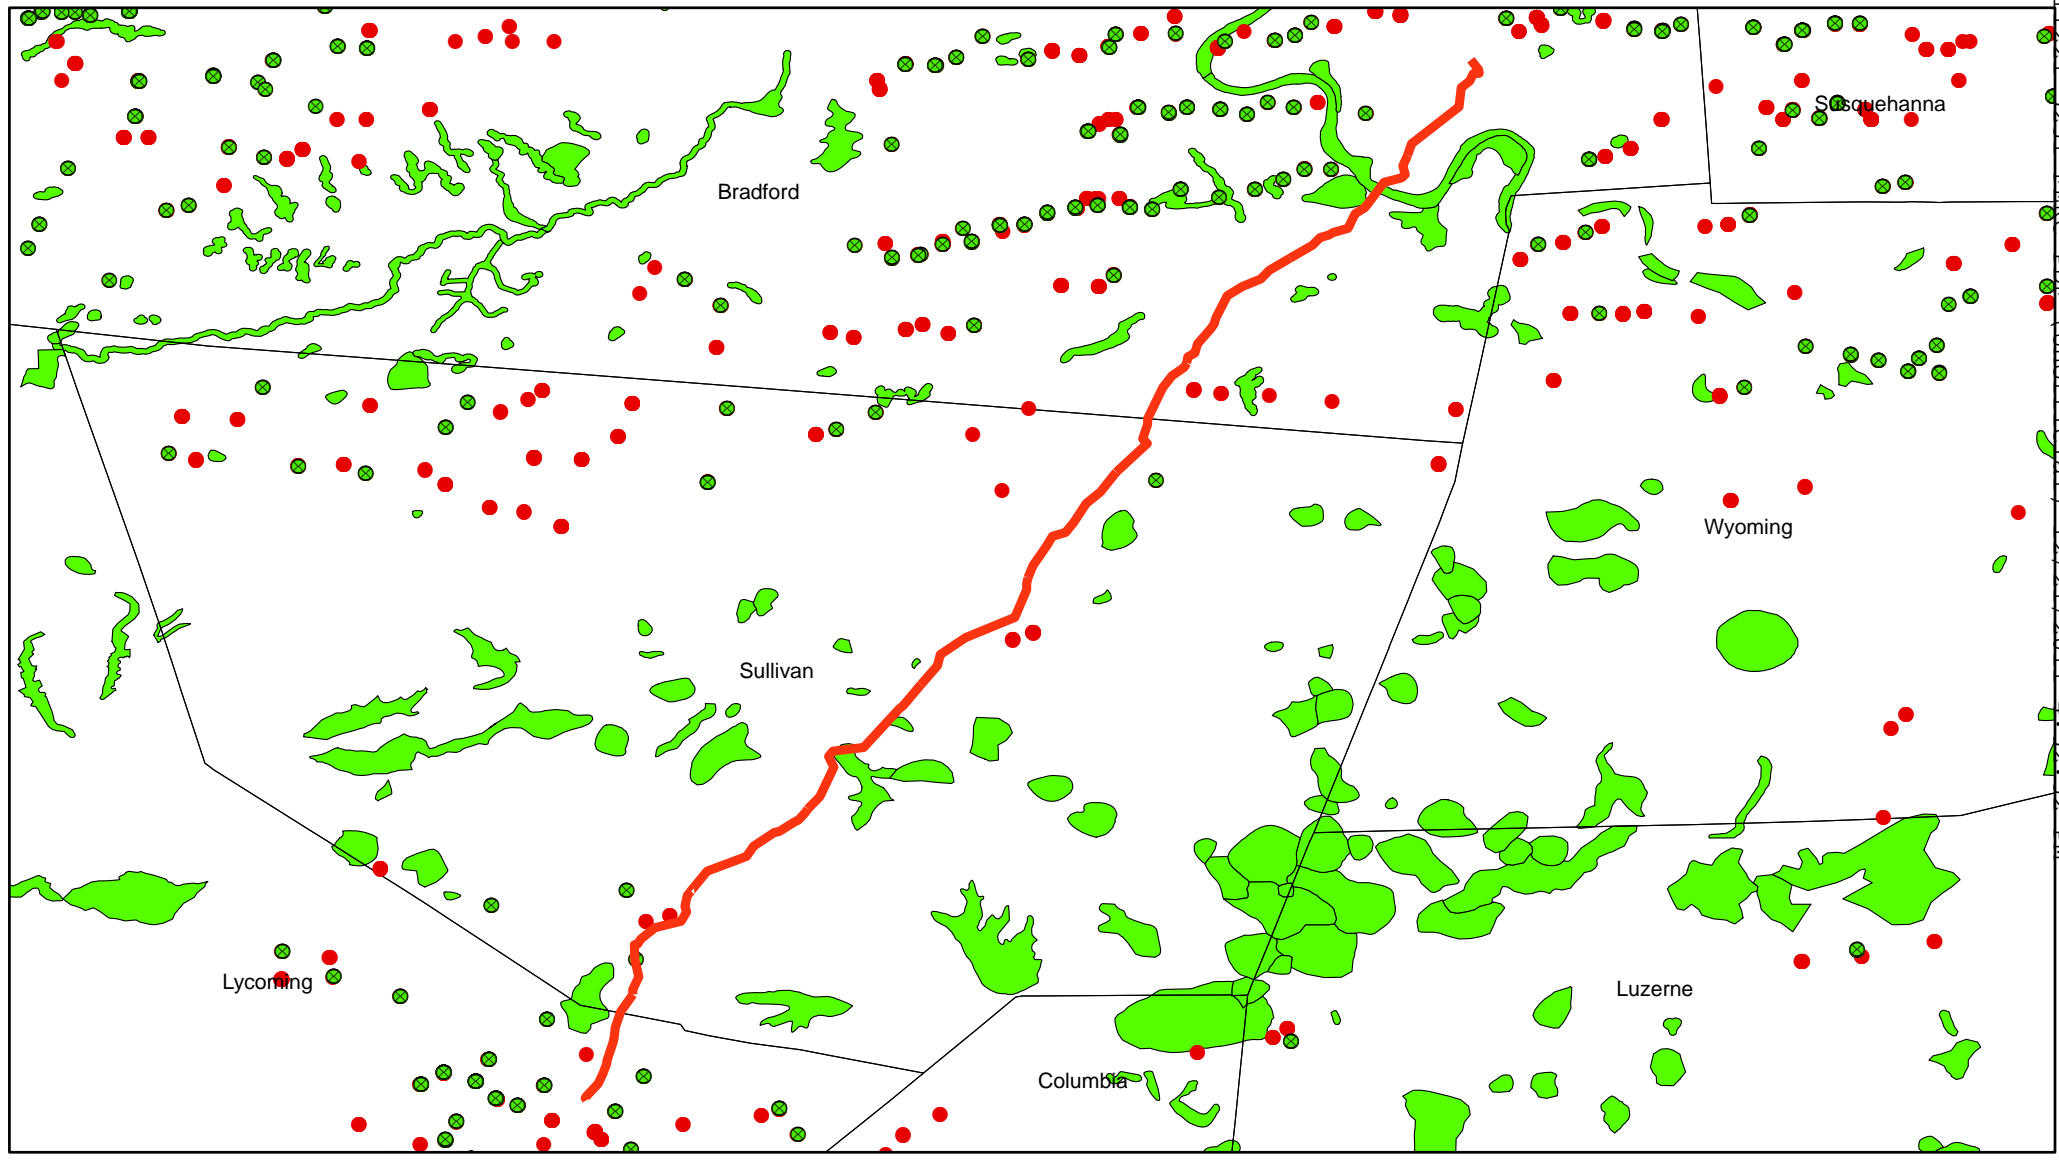 Susquehanna
Bradford
Wyoming
Sullivan
Lycoming
Luzerne
Columbia